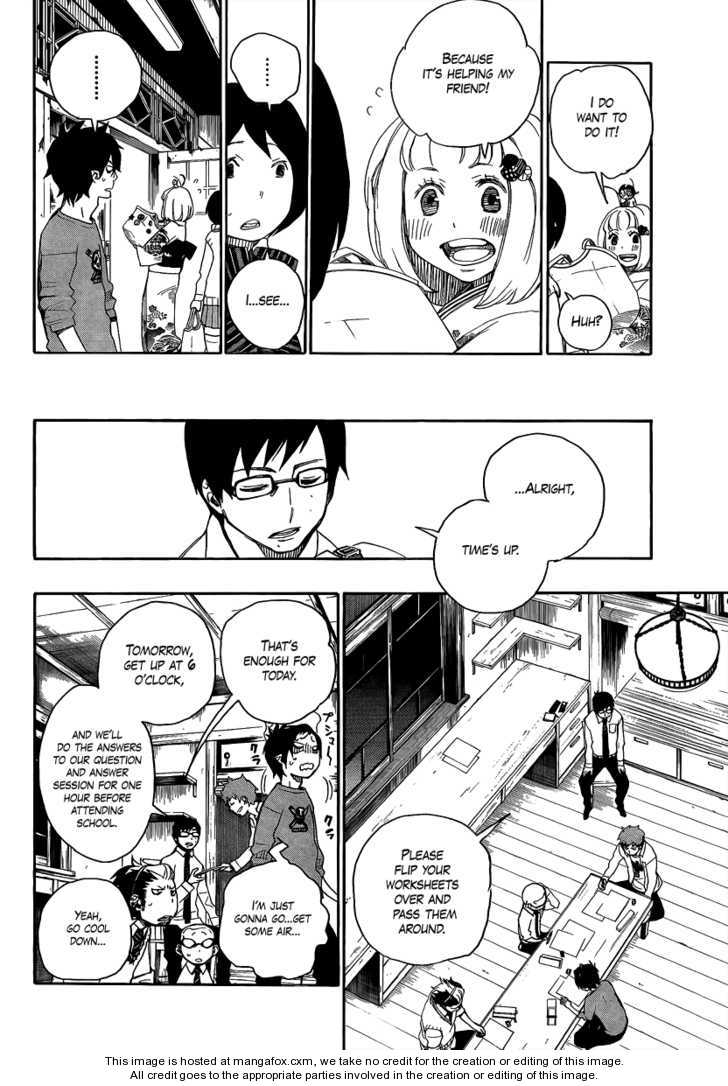 I DO
WANT TO
DO IT!
HUH?
BECAUSE
IT'S HELPING MY
FRIEND!
......
I...SEE...
......
...ALRIGHT,
TIME'S UP.
PLEASE
FLIP YOUR
WORKSHEETS
OVER AND
PASS THEM
AROUND.
THAT'S
ENOUGH FOR
TODAY.
TOMORROW,
GET UP AT 6
O'CLOCK,
AND WE'LL
DO THE ANSWERS
TO OUR QUESTION
AND ANSWER
SESSION FOR ONE
HOUR BEFORE
ATTENDING
SCHOOL.
I'M JUST
GONNA GO...GET
SOME AIR...
YEAH,
GO COOL
DOWN...
This image is hosted at mangafox.cxm, we take no credit for the creation or editing of this image.
All credit goes to the appropriate parties involved in the creation or editing of this image.